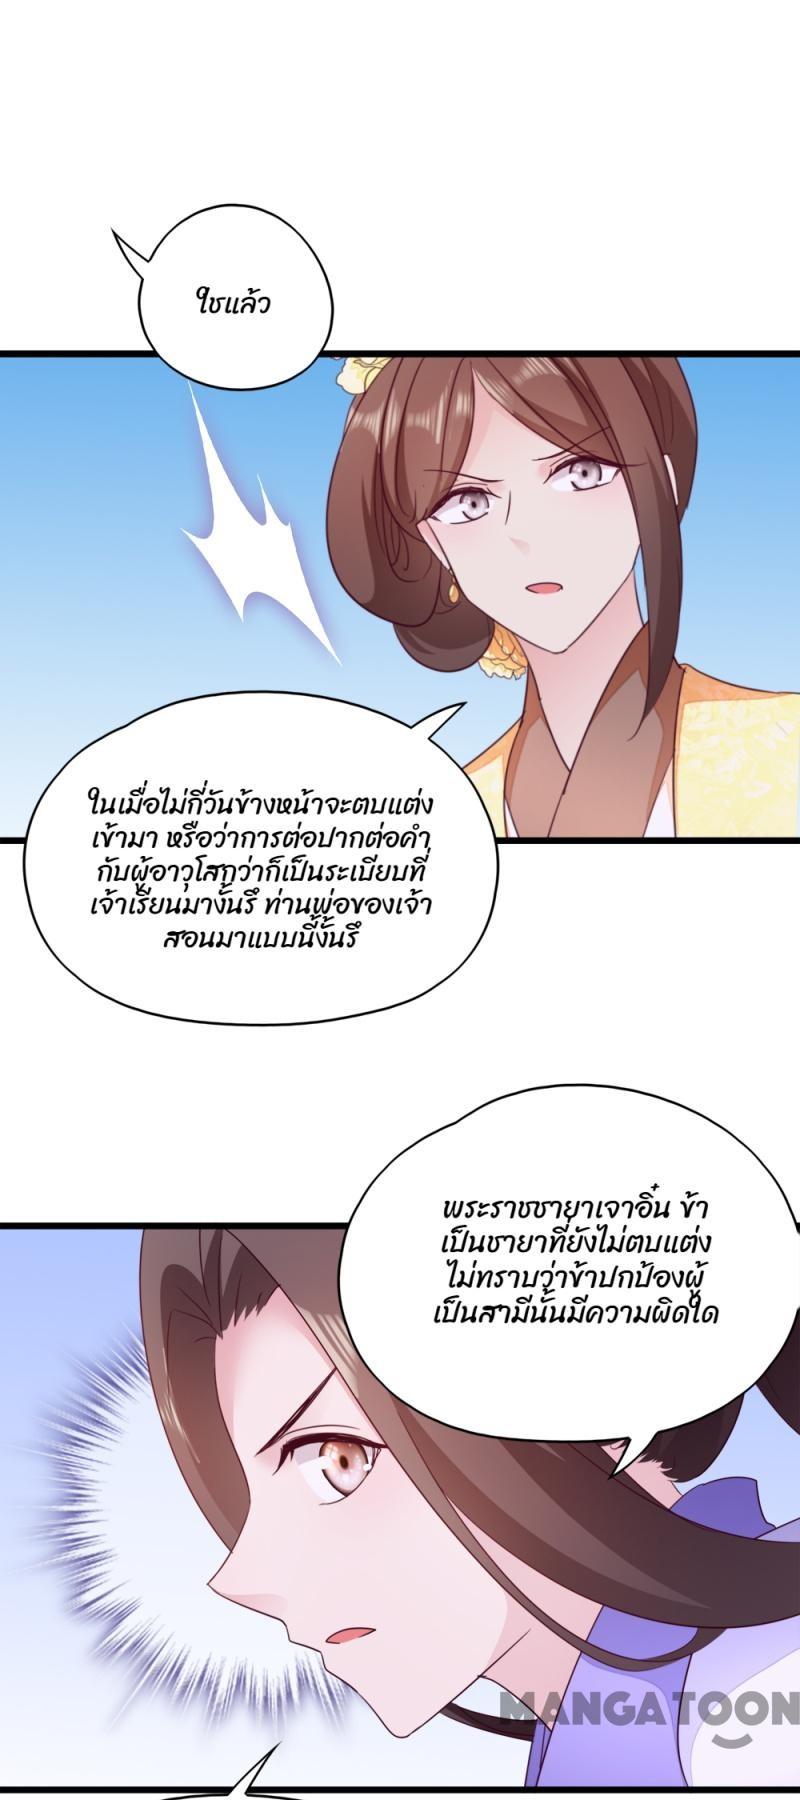 ใชแล้ว
ในเมื่อไม่กี่วันข้างหน้าจะตบแต่ง
เข้ามา หรือว่าการต่อปากต่อคำ
กับผู้อาวุโสกว่าก็เป็นระเบียบที่
เจ้าเรียนมางั้นรึ ท่านพ่อของเจ้า
สอนมาแบบนี้งั้นรึ
พระราชชายาเจาอิ๋น ข้า
เป็นชายาที่ยังไม่ตบแต่ง
ไม่ทราบว่าข้าปกป้องผู้
เป็นสามีนั้นมีความผิดใด
MANGATOON